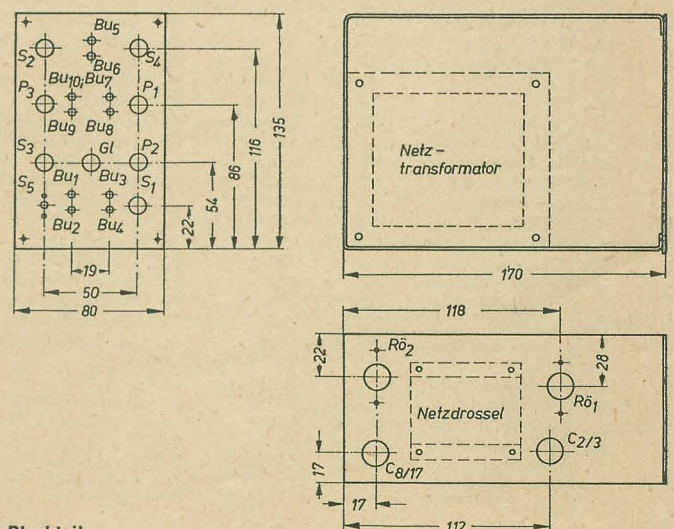 Bu5
S2 S4
Bu6
Bu10; Bu7
P3 P1
Bu9 Bu8
S3 Gl P2
S5 Bu1 Bu3 S1
Bu2 Bu4
22
54
86
116
135
19
50
80
Netz-
transformator
170
118
22
Rö2
28
Netzdrossel
Rö1
C2/3
C8/17
17
17
112